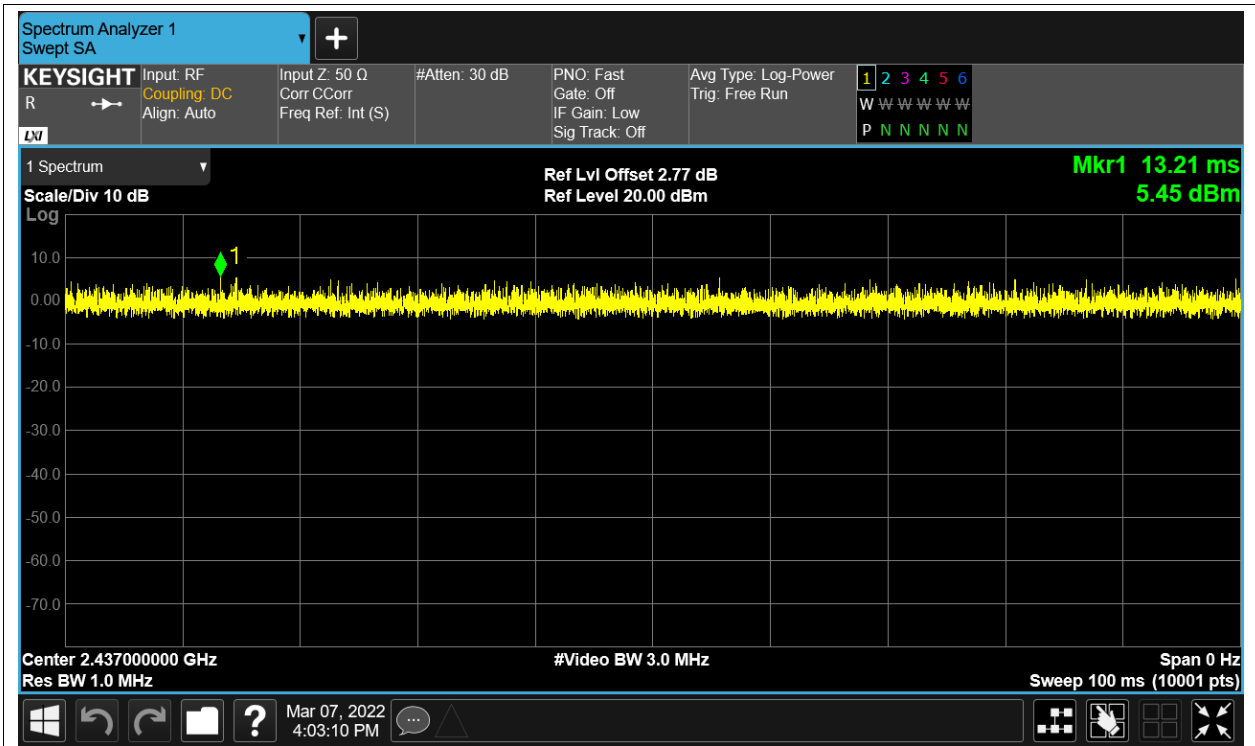 Spectrum Analyzer 1
Swept SA
KEYSIGHT
R
LXI
Input: RF
Coupling: DC
Align: Auto
Input Z: 50 Ω
Corr CCorr
Freq Ref: Int (S)
#Atten: 30 dB
PNO: Fast
Gate: Off
IF Gain: Low
Sig Track: Off
Avg Type: Log-Power
Trig: Free Run
1 2 3 4 5 6
W W W W W W
P N N N N N
1 Spectrum
Scale/Div 10 dB
Log
Ref Lvl Offset 2.77 dB
Ref Level 20.00 dBm
Mkr1 13.21 ms
5.45 dBm
1
10.0
0.00
-10.0
-20.0
-30.0
-40.0
-50.0
-60.0
-70.0
Center 2.437000000 GHz
Res BW 1.0 MHz
#Video BW 3.0 MHz
Span 0 Hz
Sweep 100 ms (10001 pts)
?
Mar 07, 2022
4:03:10 PM